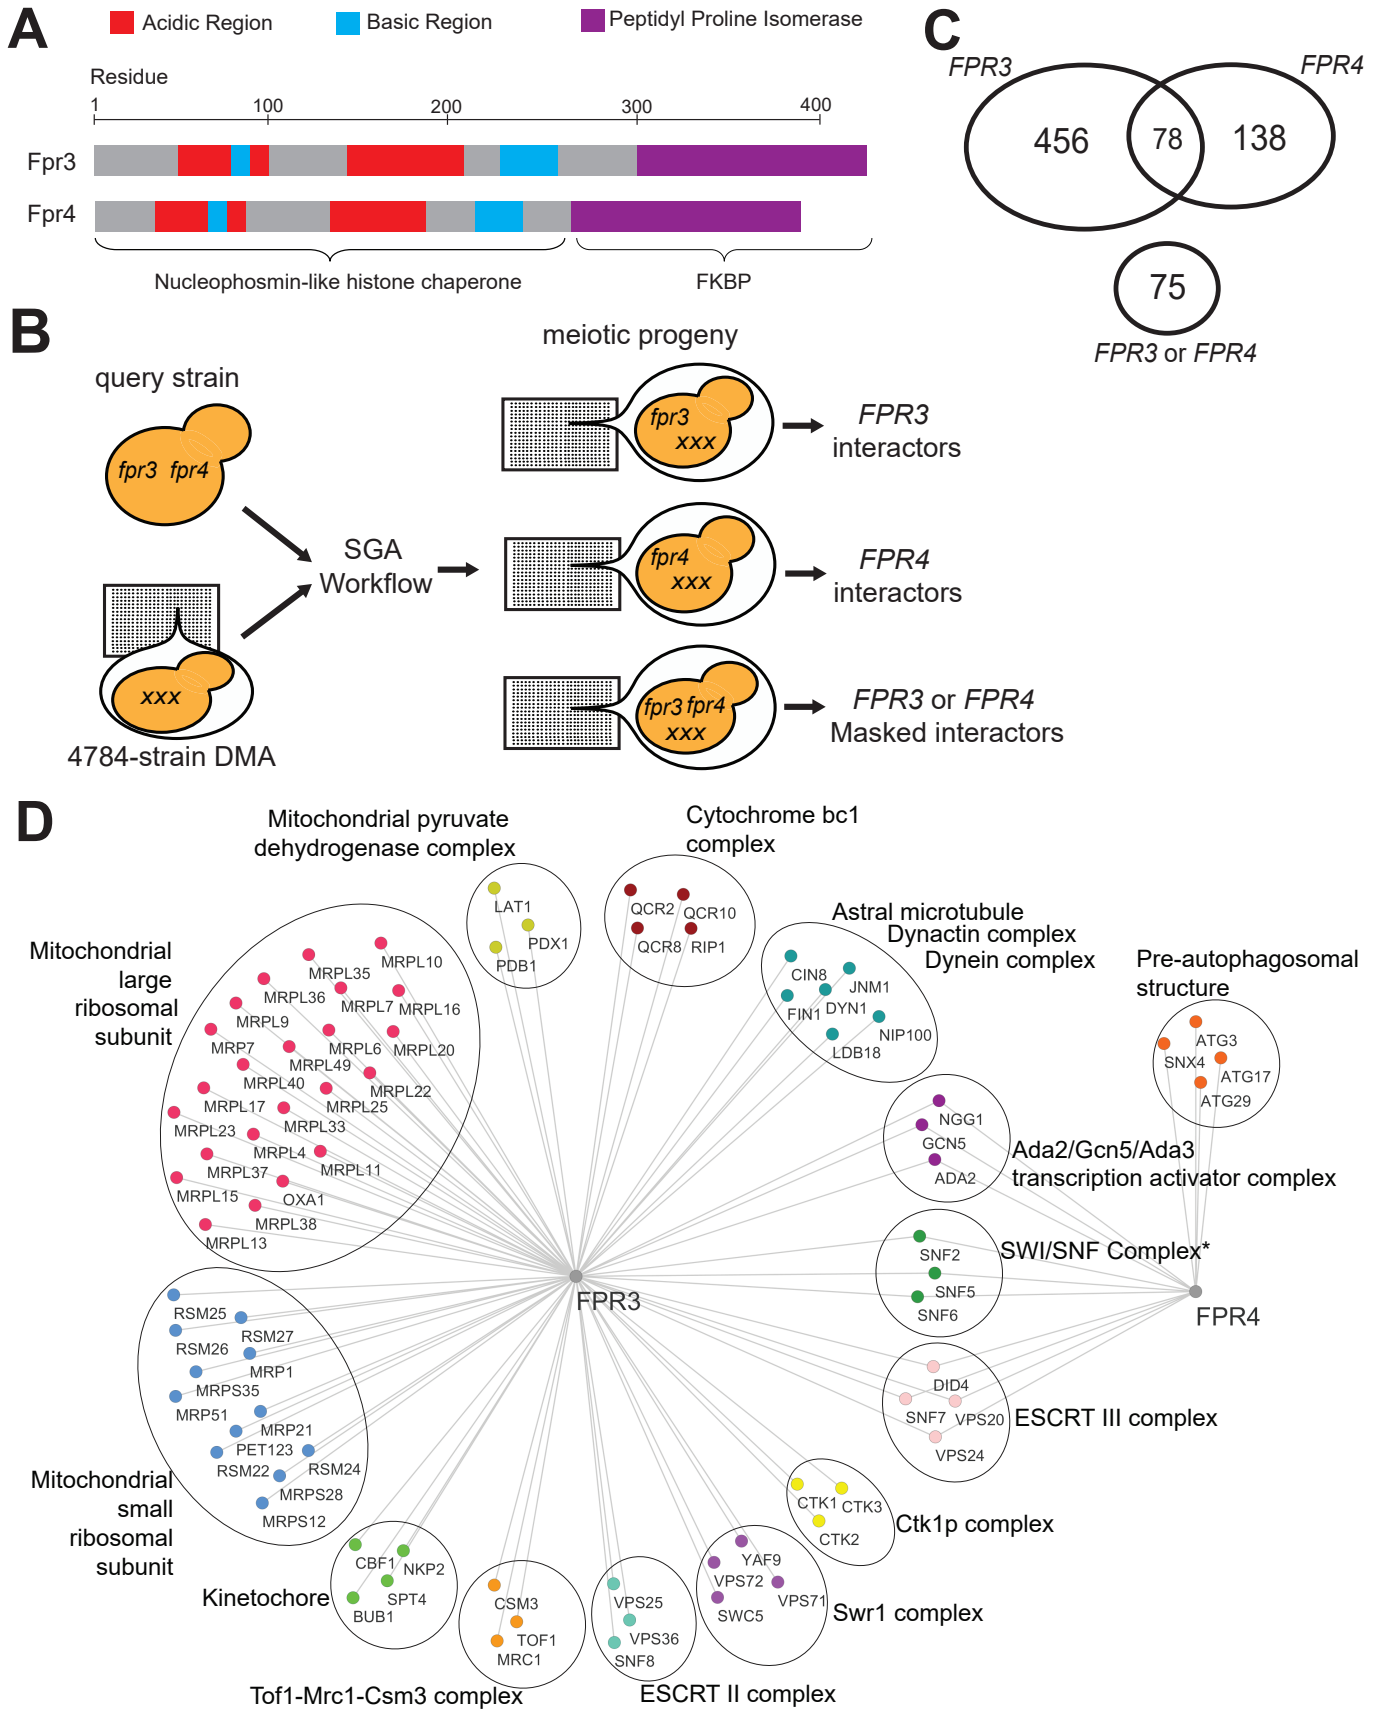 A
Acidic Region
Basic Region
Peptidyl Proline Isomerase
Residue
1
100
200
300
400
Fpr3
Fpr4
Nucleophosmin-like histone chaperone
FKBP
C
FPR3
FPR4
456
78
138
75
FPR3 or FPR4
B
query strain
fpr3 fpr4
xxx
4784-strain DMA
SGA
Workflow
meiotic progeny
fpr3
xxx
FPR3
interactors
fpr4
xxx
FPR4
interactors
fpr3 fpr4
xxx
FPR3 or FPR4
Masked interactors
D
Mitochondrial pyruvate
dehydrogenase complex
LAT1
PDX1
PDB1
Cytochrome bc1
complex
QCR2
QCR10
QCR8
RIP1
Astral microtubule
Dynactin complex
Dynein complex
CIN8
JNM1
FIN1
DYN1
NIP100
LDB18
Pre-autophagosomal
structure
ATG3
SNX4
ATG17
ATG29
Mitochondrial
large
ribosomal
subunit
MRPL10
MRPL35
MRPL36
MRPL7
MRPL16
MRPL9
MRP7
MRPL6
MRPL20
MRPL49
MRPL40
MRPL22
MRPL17
MRPL25
MRPL33
MRPL23
MRPL4
MRPL11
MRPL37
MRPL15
OXA1
MRPL38
MRPL13
NGG1
GCN5
ADA2
Ada2/Gcn5/Ada3
transcription activator complex
SNF2
SNF5
SNF6
SWI/SNF Complex*
FPR3
FPR4
RSM25
RSM27
RSM26
MRP1
MRPS35
MRP51
MRP21
PET123
RSM22
RSM24
MRPS28
MRPS12
Mitochondrial
small
ribosomal
subunit
DID4
SNF7
VPS20
VPS24
ESCRT III complex
CTK1
CTK3
CTK2
Ctk1p complex
CBF1
NKP2
SPT4
BUB1
Kinetochore
CSM3
TOF1
MRC1
Tof1-Mrc1-Csm3 complex
VPS25
VPS36
SNF8
ESCRT II complex
YAF9
VPS72
VPS71
SWC5
Swr1 complex